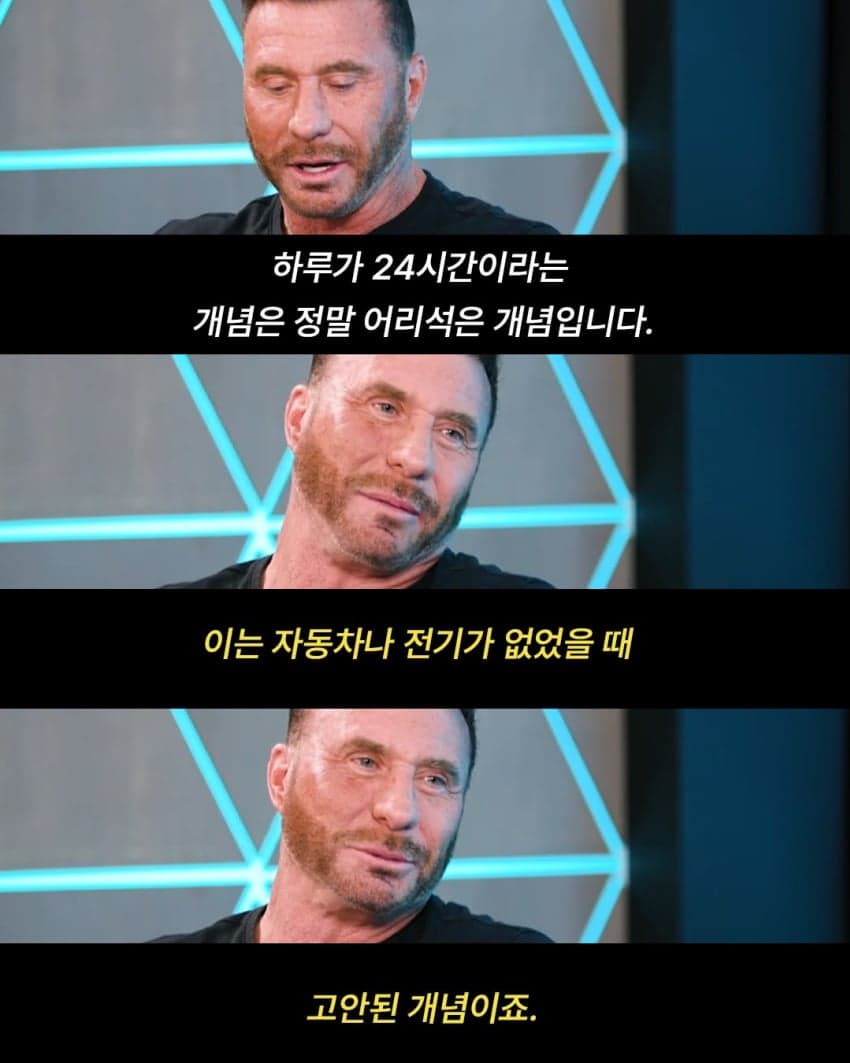 하루가 24시간이라는
개념은 정말 어리석은 개념입니다.
이는 자동차나 전기가 없었을 때
고안된 개념이죠.